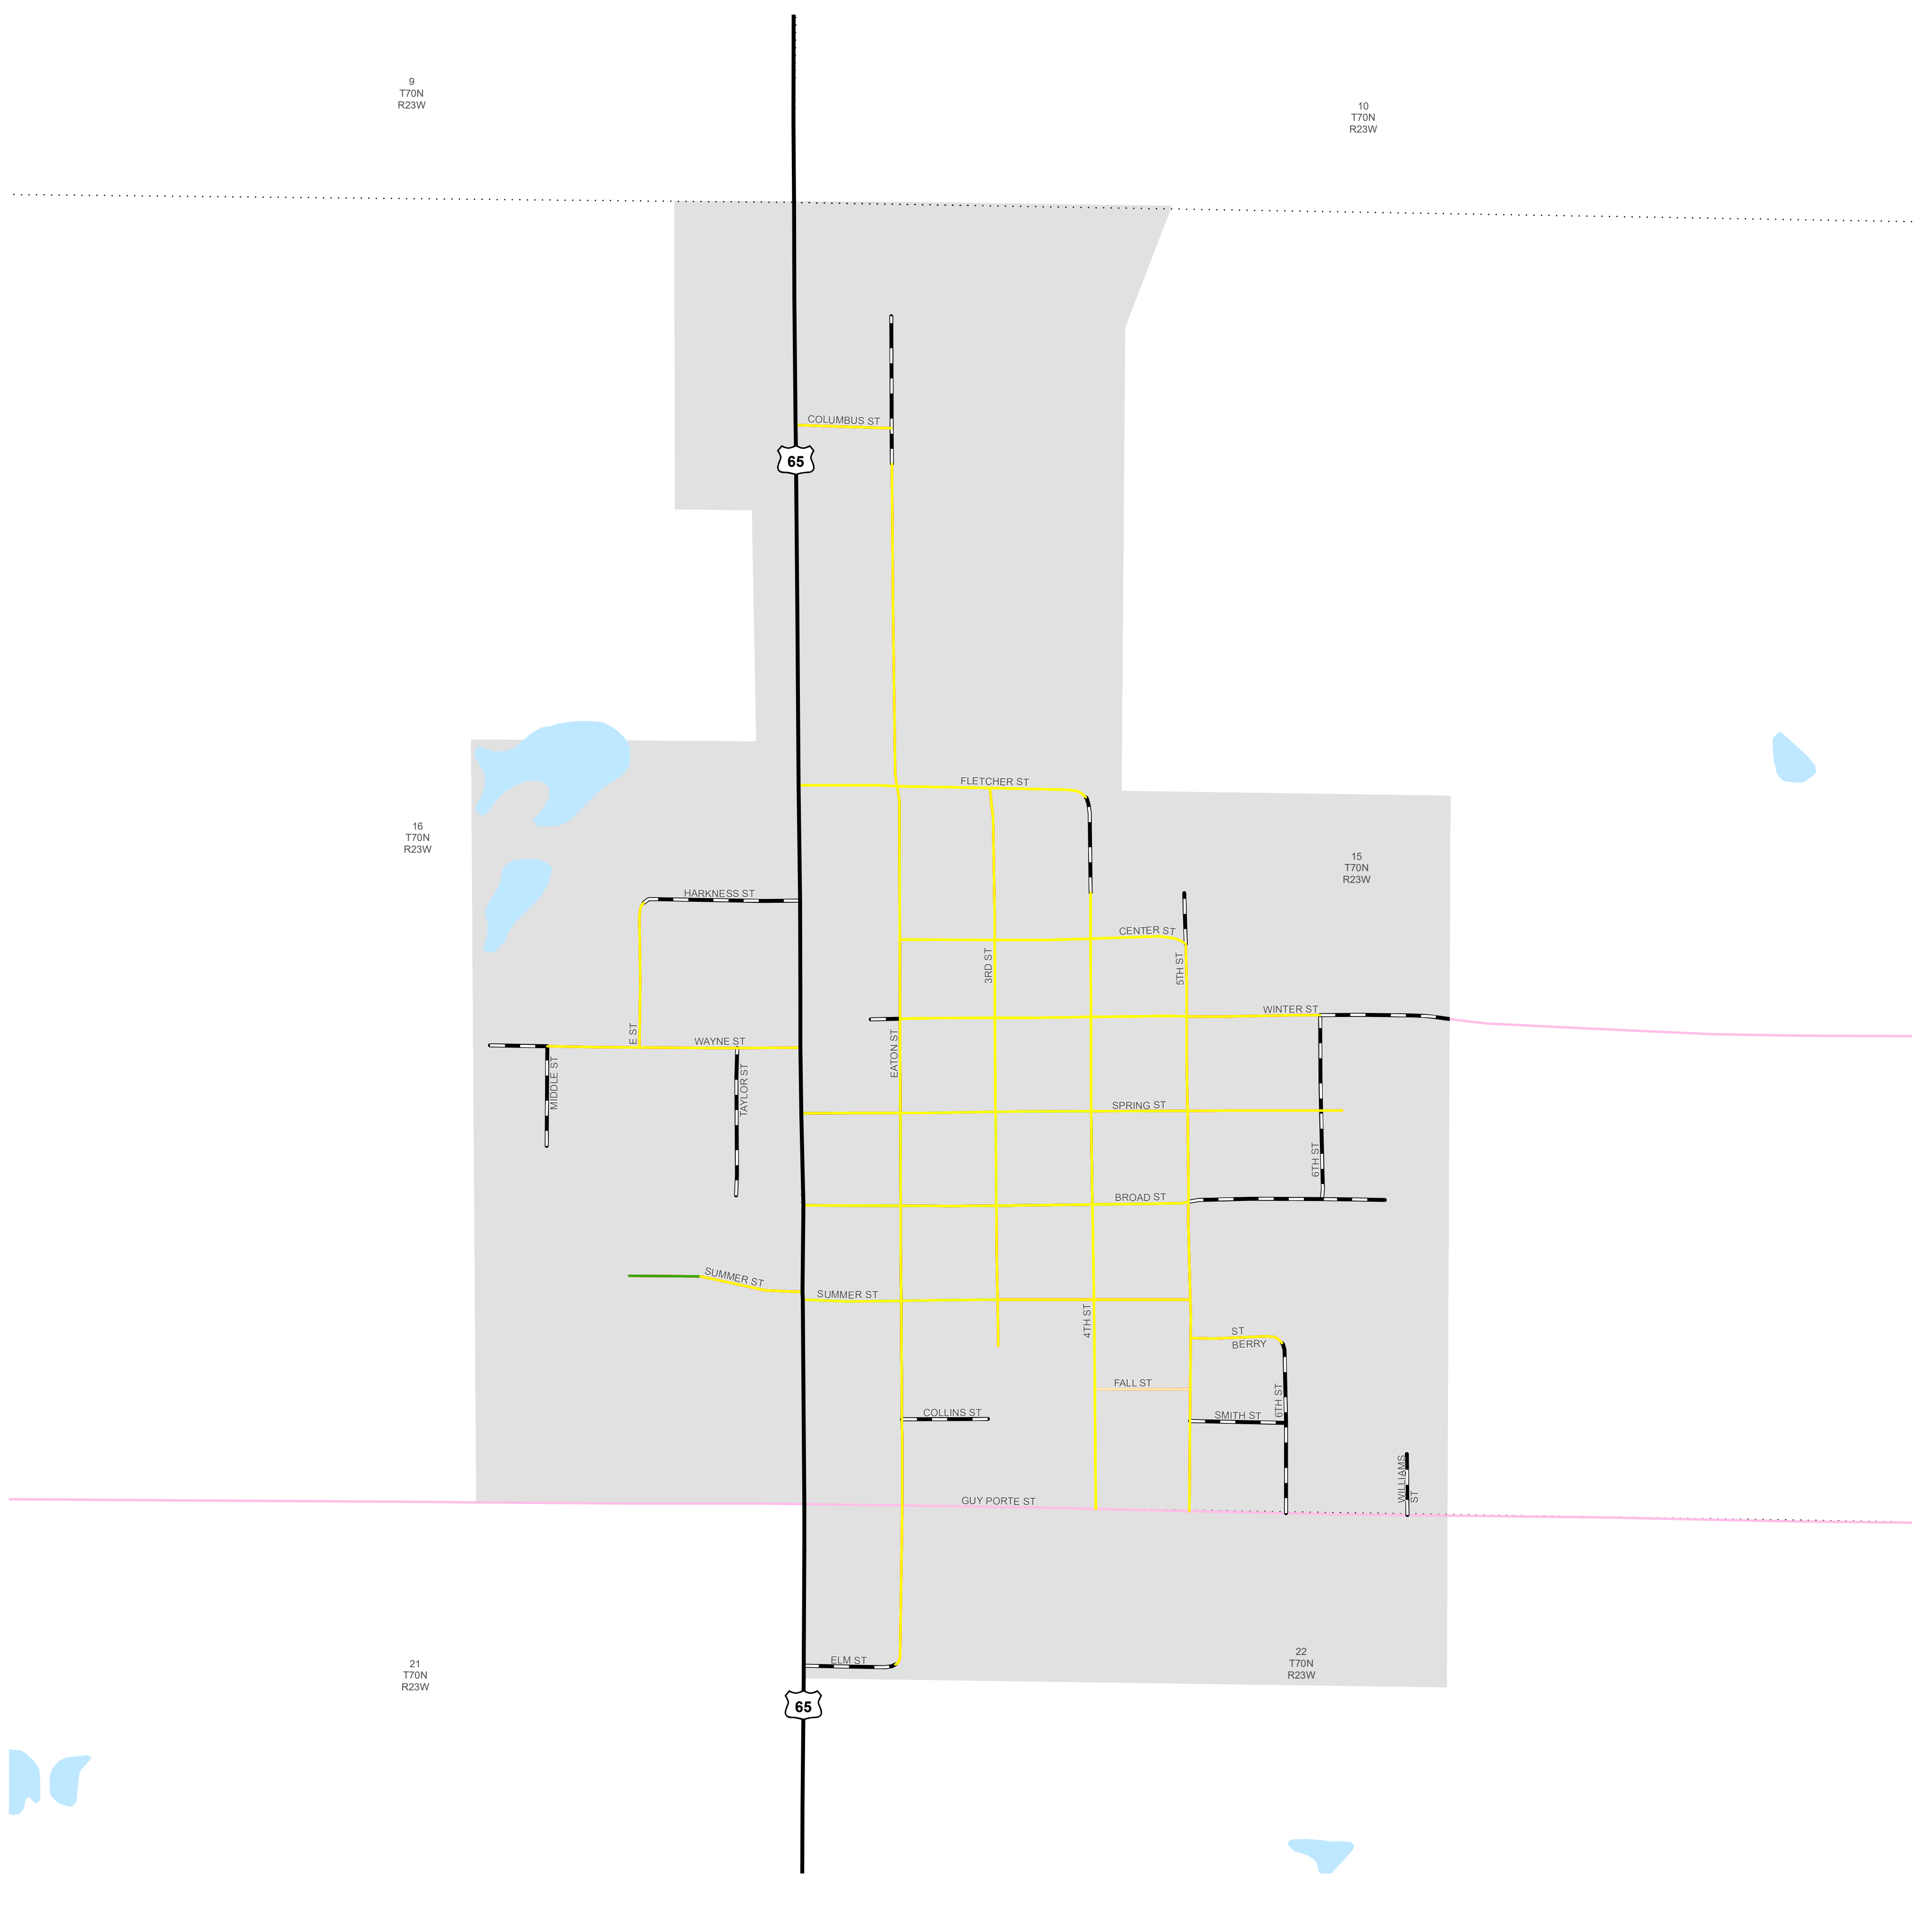 9
T70N
R23W
10
T70N
R23W
COLUMBUS ST
65
FLETCHER ST
16
T70N
R23W
15
T70N
R23W
HARKNESS ST
CENTER ST
3RD ST
5TH ST
WINTER ST
E ST
WAYNE ST
EATON ST
MIDDLE ST
TAYLOR ST
SPRING ST
6TH ST
BROAD ST
SUMMER ST
SUMMER ST
4TH ST
ST
BERRY
FALL ST
6TH ST
COLLINS ST
SMITH ST
WILLIAMS
ST
GUY PORTE ST
ELM ST
21
T70N
R23W
22
T70N
R23W
65